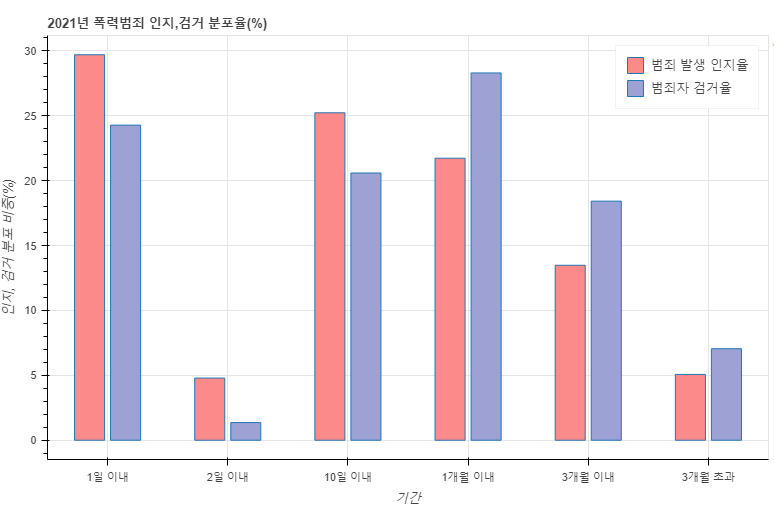 2021년 폭력범죄 인지,검거 분포율(%)
범죄 발생 인지율
범죄자 검거율
인지, 검거 분포 비중(%)
30
25
20
15
10
5
0
1일 이내
2일 이내
10일 이내
1개월 이내
3개월 이내
3개월 초과
기간